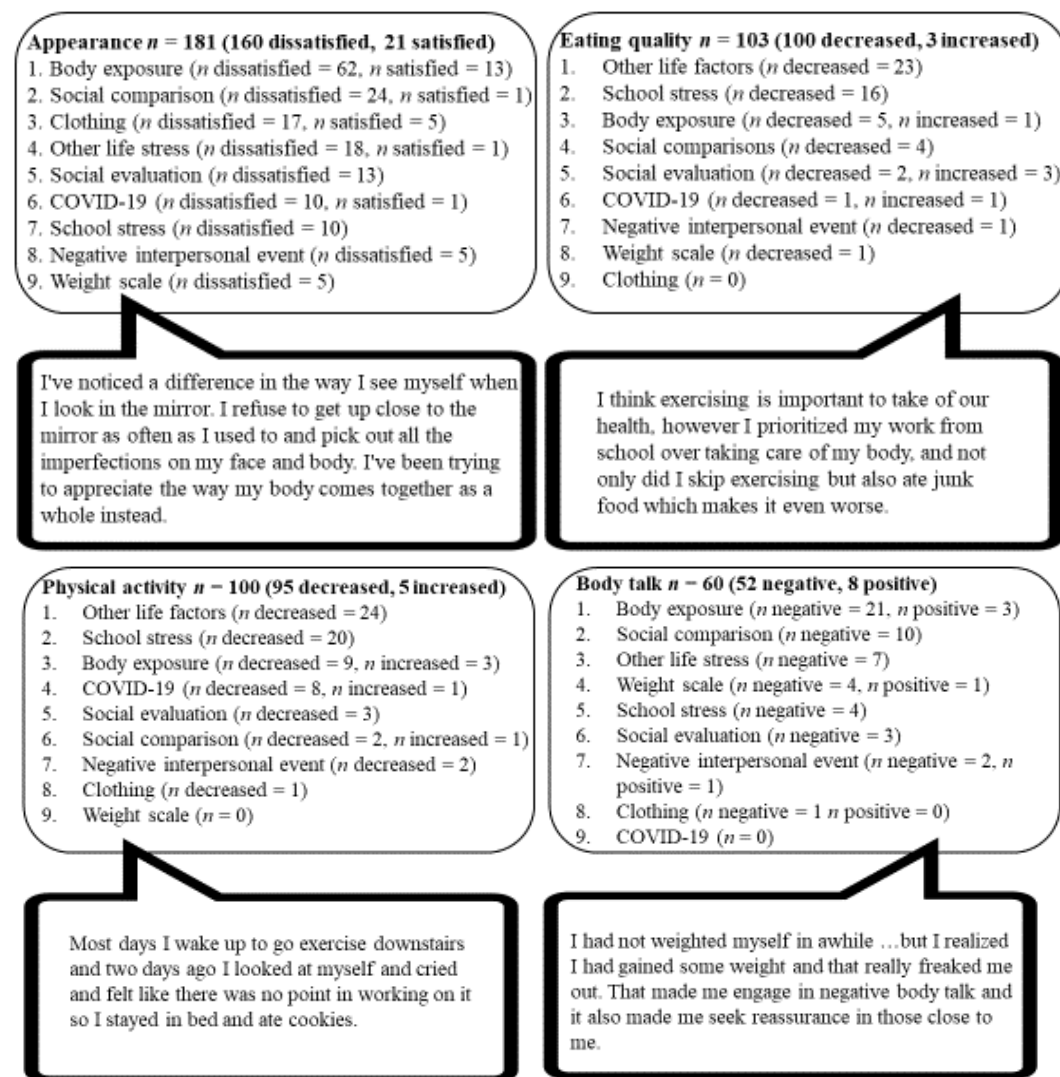 Appearance n = 181 (160 dissatisfied, 21 satisfied)
1. Body exposure (n dissatisfied = 62, n satisfied = 13)
2. Social comparison (n dissatisfied = 24, n satisfied = 1)
3. Clothing (n dissatisfied = 17, n satisfied = 5)
4. Other life stress (n dissatisfied = 18, n satisfied = 1)
5. Social evaluation (n dissatisfied = 13)
6. COVID-19 (n dissatisfied = 10, n satisfied = 1)
7. School stress (n dissatisfied = 10)
8. Negative interpersonal event (n dissatisfied = 5)
9. Weight scale (n dissatisfied = 5)
Eating quality n = 103 (100 decreased, 3 increased)
1. Other life factors (n decreased = 23)
2. School stress (n decreased = 16)
3. Body exposure (n decreased = 5, n increased = 1)
4. Social comparisons (n decreased = 4)
5. Social evaluation (n decreased = 2, n increased = 3)
6. COVID-19 (n decreased = 1, n increased = 1)
7. Negative interpersonal event (n decreased = 1)
8. Weight scale (n decreased = 1)
9. Clothing (n = 0)
I've noticed a difference in the way I see myself when
I look in the mirror. I refuse to get up close to the
mirror as often as I used to and pick out all the
imperfections on my face and body. I've been trying
to appreciate the way my body comes together as a
whole instead.
I think exercising is important to take of our
health, however I prioritized my work from
school over taking care of my body, and not
only did I skip exercising but also ate junk
food which makes it even worse.
Physical activity n = 100 (95 decreased, 5 increased)
1. Other life factors (n decreased = 24)
2. School stress (n decreased = 20)
3. Body exposure (n decreased = 9, n increased = 3)
4. COVID-19 (n decreased = 8, n increased = 1)
5. Social evaluation (n decreased = 3)
6. Social comparison (n decreased = 2, n increased = 1)
7. Negative interpersonal event (n decreased = 2)
8. Clothing (n decreased = 1)
9. Weight scale (n = 0)
Body talk n = 60 (52 negative, 8 positive)
1. Body exposure (n negative = 21, n positive = 3)
2. Social comparison (n negative = 10)
3. Other life stress (n negative = 7)
4. Weight scale (n negative = 4, n positive = 1)
5. School stress (n negative = 4)
6. Social evaluation (n negative = 3)
7. Negative interpersonal event (n negative = 2, n
positive = 1)
8. Clothing (n negative = 1 n positive = 0)
9. COVID-19 (n = 0)
Most days I wake up to go exercise downstairs
and two days ago I looked at myself and cried
and felt like there was no point in working on it
so I stayed in bed and ate cookies.
I had not weighted myself in awhile …but I realized
I had gained some weight and that really freaked me
out. That made me engage in negative body talk and
it also made me seek reassurance in those close to
me.